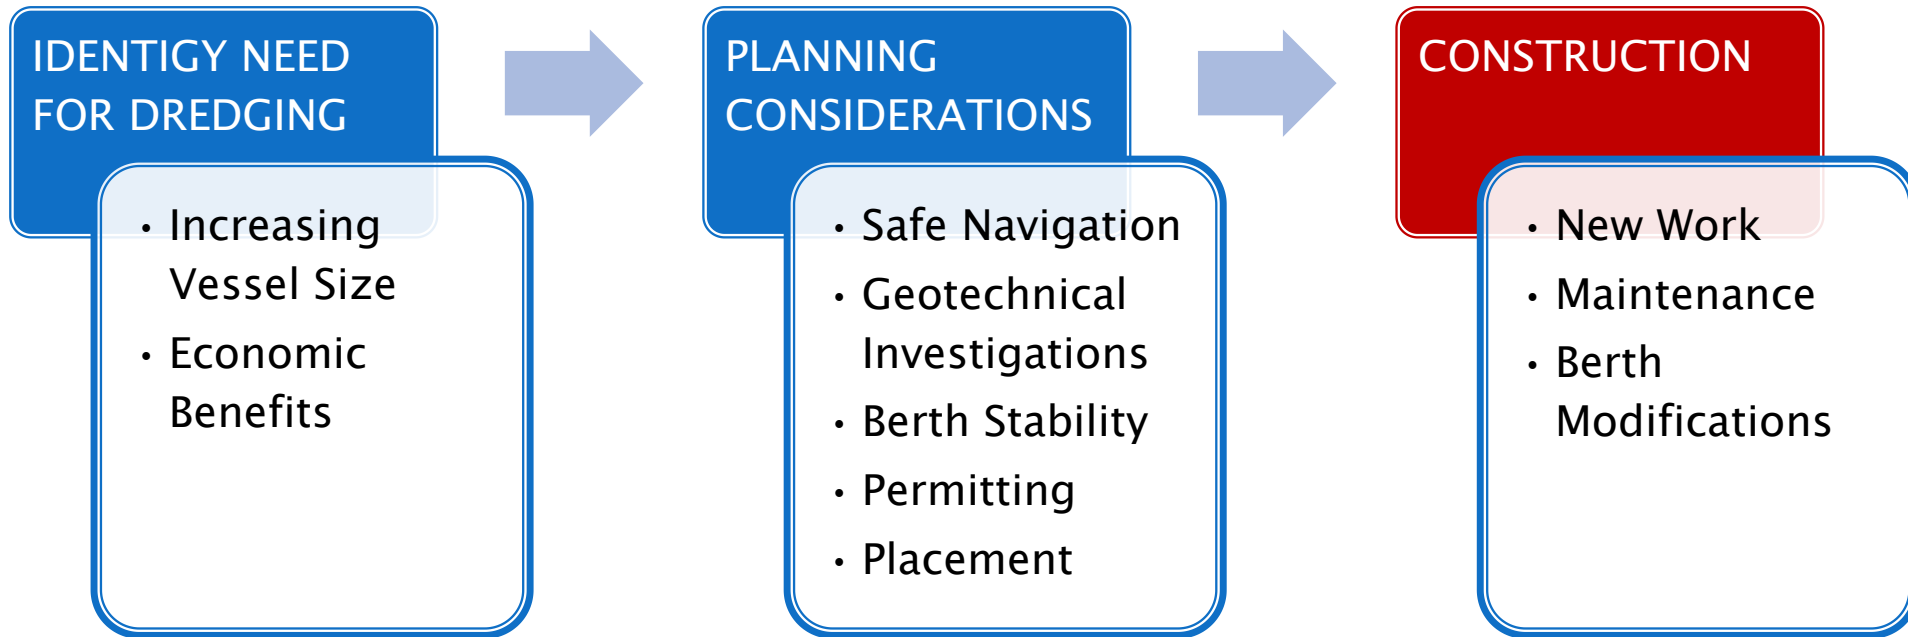 IDENTIGY NEED
FOR DREDGING
• Increasing
Vessel Size
• Economic
Benefits
PLANNING
CONSIDERATIONS
• Safe Navigation
• Geotechnical
Investigations
• Berth Stability
• Permitting
• Placement
CONSTRUCTION
• New Work
• Maintenance
• Berth
Modifications